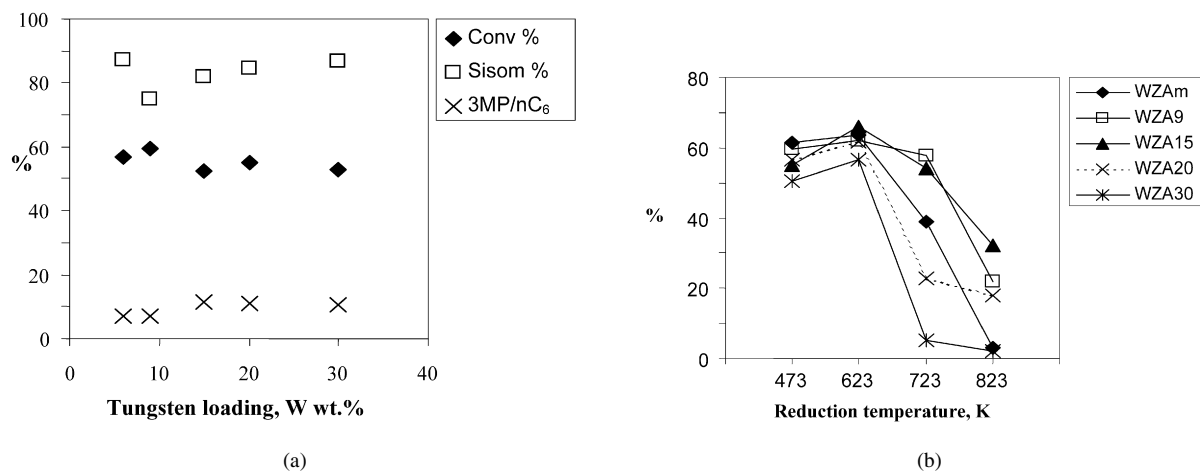 100
80
60
%
40
20
0
0 10 20 30 40
Tungsten loading, W wt.%
Conv %
Sisom %
3MP/nC₆
(a)
80
60
%
40
20
0
473 623 723 823
Reduction temperature, K
WZAm
WZA9
WZA15
WZA20
WZA30
(b)